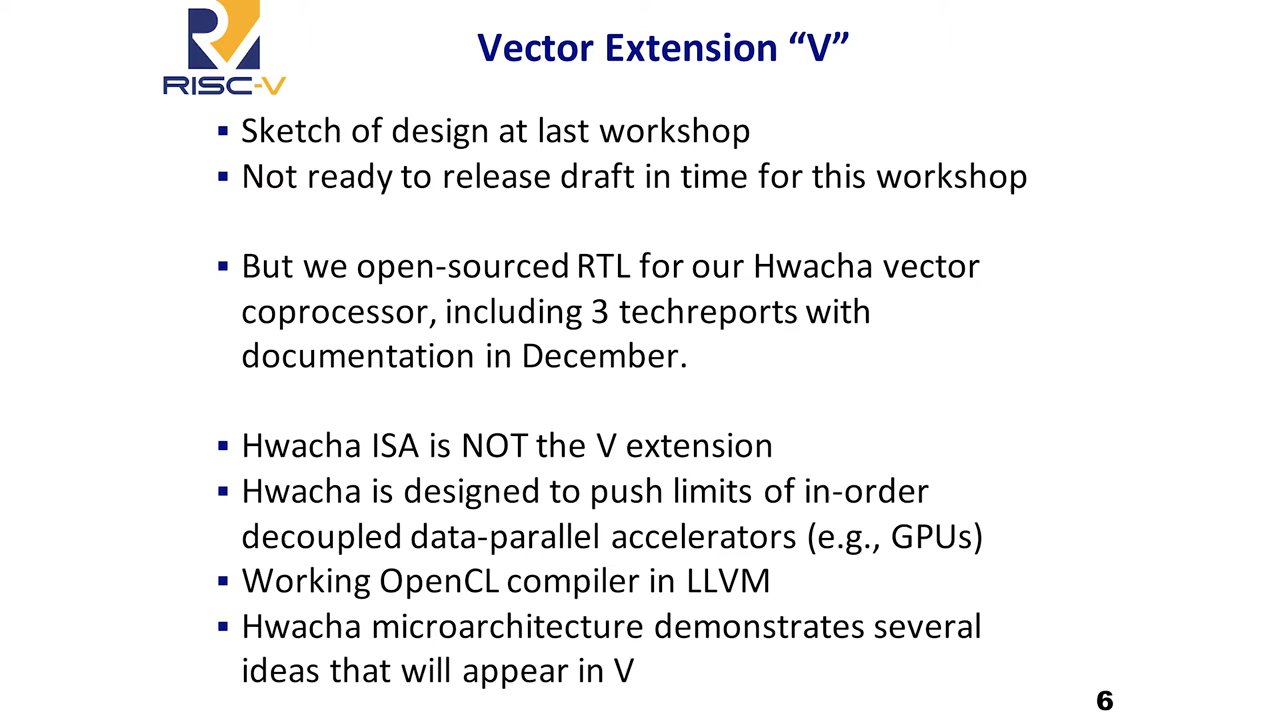 RISC-V
Vector Extension “V”
▪ Sketch of design at last workshop
▪ Not ready to release draft in time for this workshop
▪ But we open-sourced RTL for our Hwacha vector
coprocessor, including 3 techreports with
documentation in December.
▪ Hwacha ISA is NOT the V extension
▪ Hwacha is designed to push limits of in-order
decoupled data-parallel accelerators (e.g., GPUs)
▪ Working OpenCL compiler in LLVM
▪ Hwacha microarchitecture demonstrates several
ideas that will appear in V
6